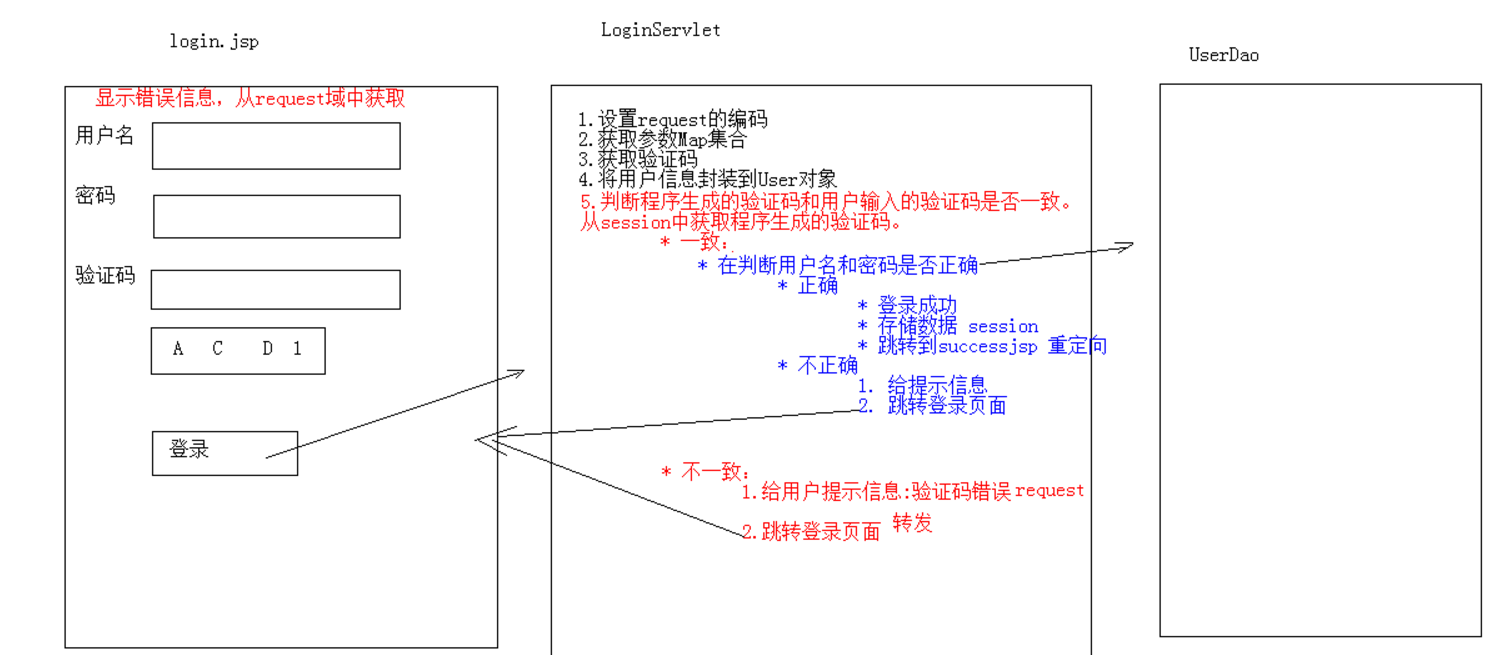 login.jsp
LoginServlet
UserDao
显示错误信息，从request域中获取
用户名
密码
验证码
A C D 1
登录
1.设置request的编码
2.获取参数Map集合
3.获取验证码
4.将用户信息封装到User对象
5.判断程序生成的验证码和用户输入的验证码是否一致。
从session中获取程序生成的验证码。
* 一致：
* 在判断用户名和密码是否正确
* 正确
* 登录成功
* 存储数据 session
* 跳转到successjsp 重定向
* 不正确
1. 给提示信息
2. 跳转登录页面
* 不一致：
1.给用户提示信息:验证码错误 request
2.跳转登录页面 转发